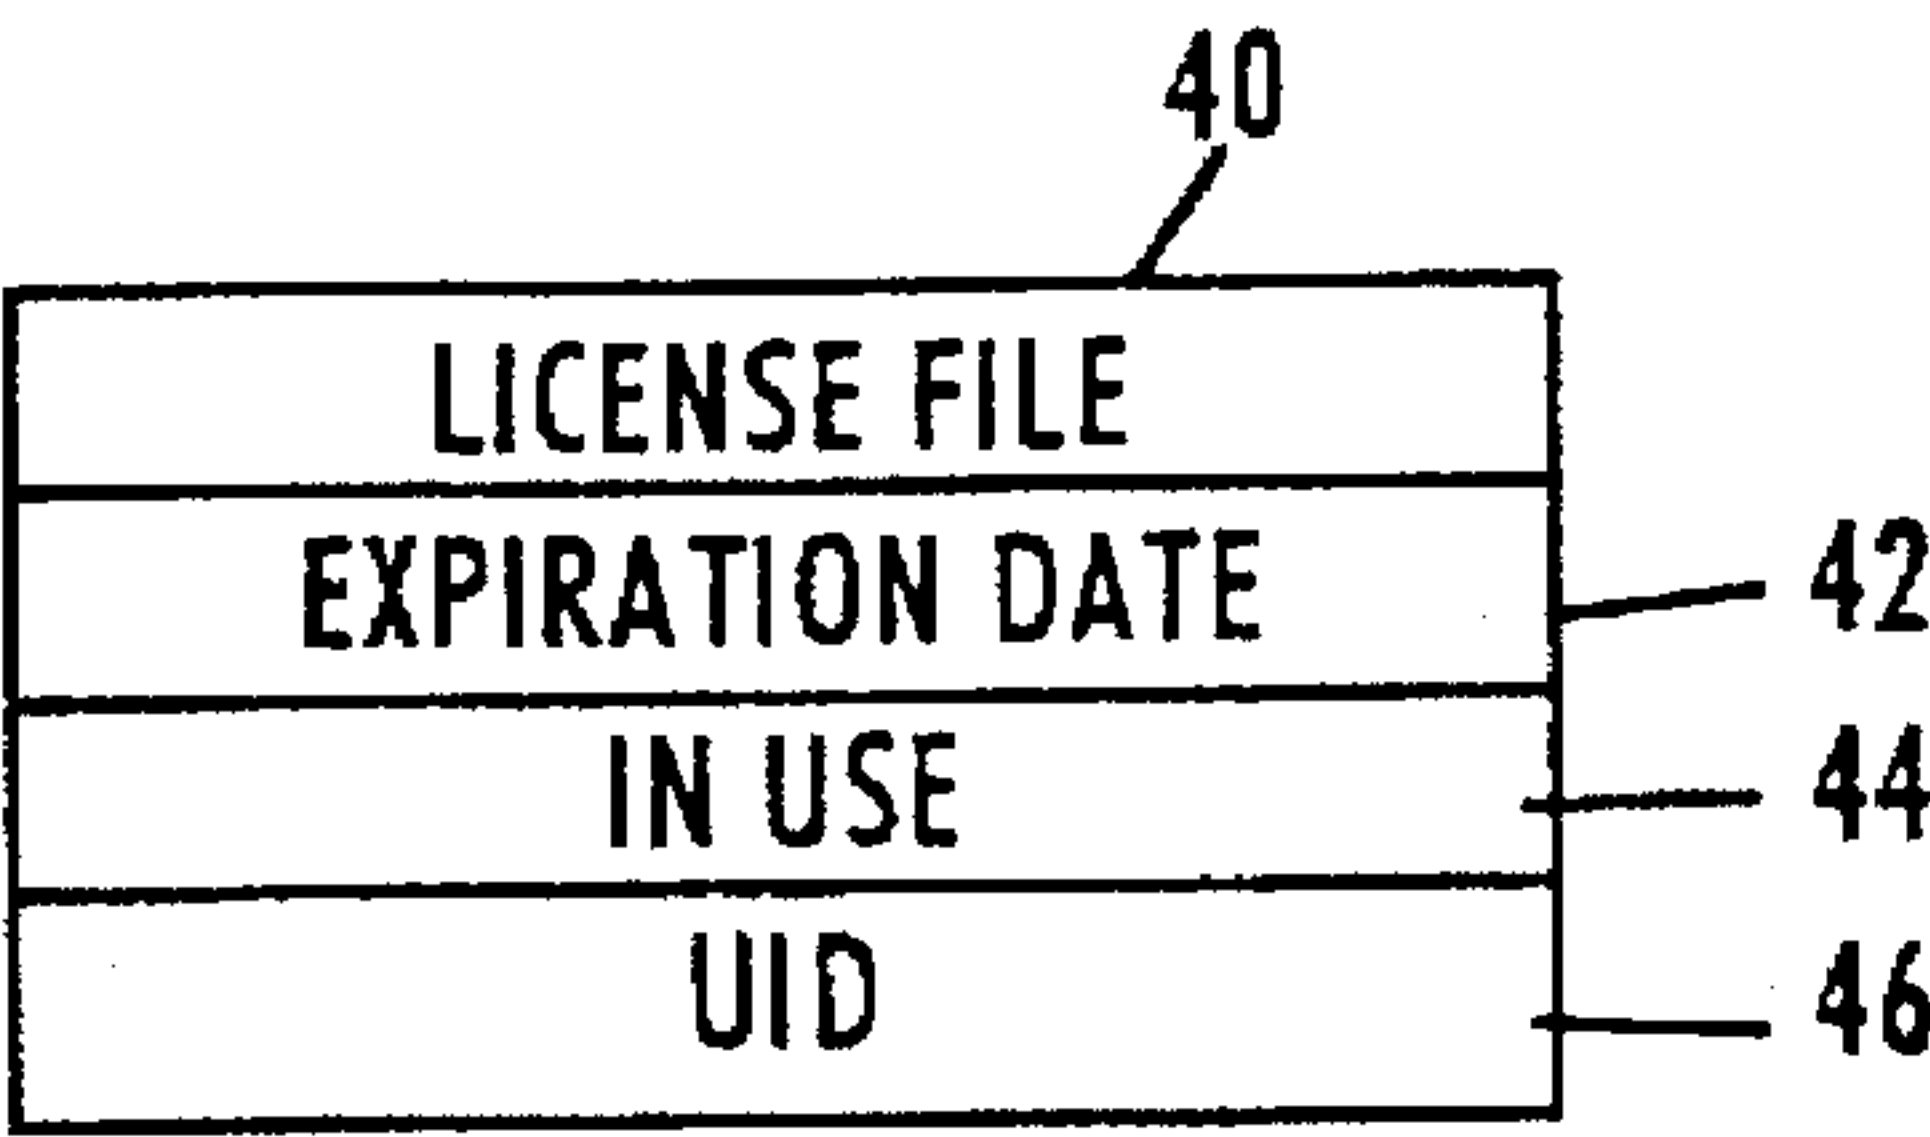 40
LICENSE FILE
EXPIRATION DATE 42
IN USE 44
UID 46